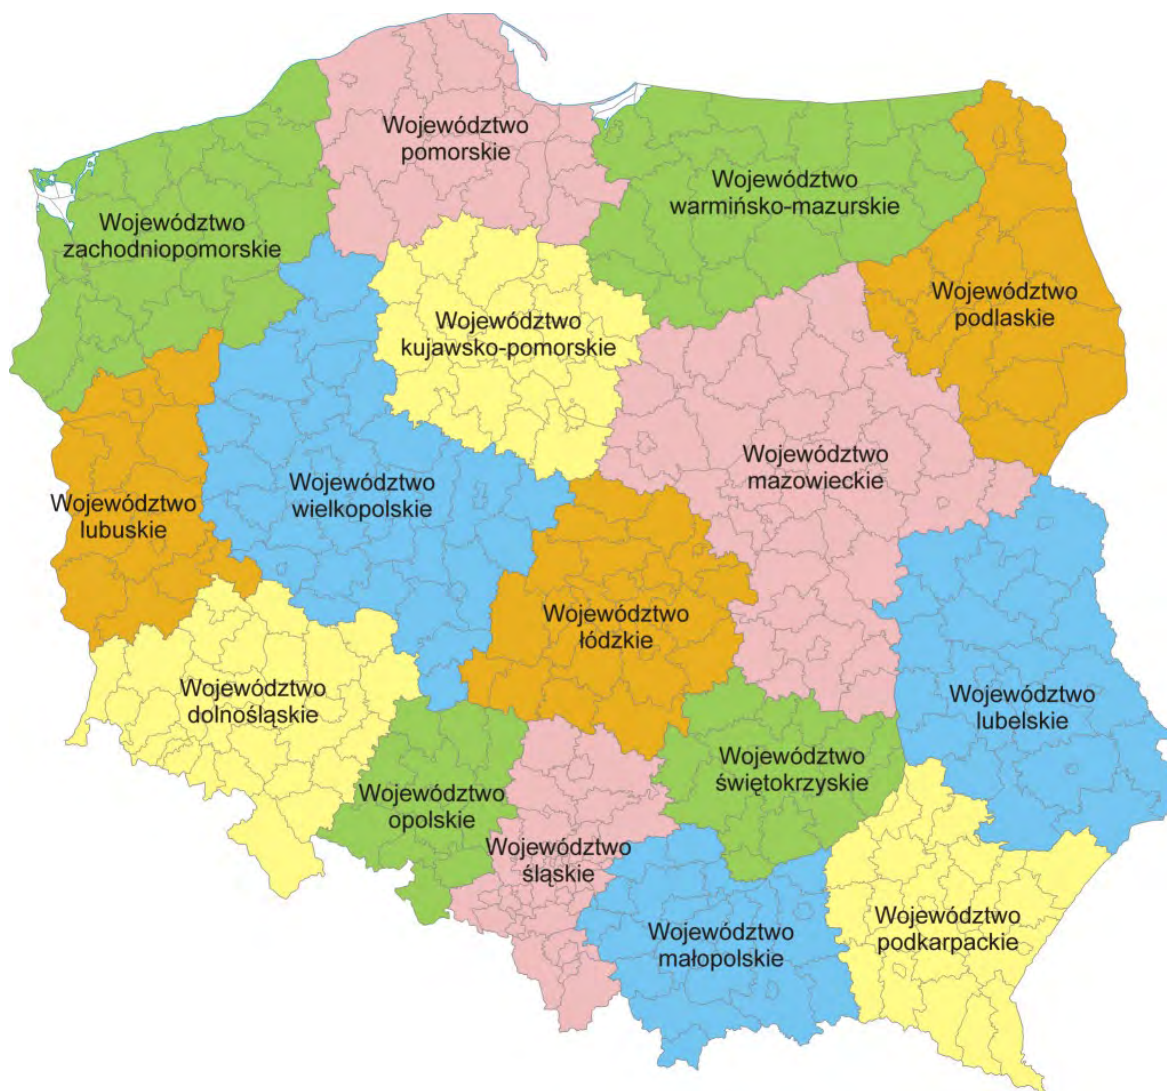 Województwo
pomorskie
Województwo
warmińsko-mazurskie
Województwo
zachodniopomorskie
Województwo
podlaskie
Województwo
kujawsko-pomorskie
Województwo
mazowieckie
Województwo
wielkopolskie
Województwo
lubuskie
Województwo
łódzkie
Województwo
dolnośląskie
Województwo
lubelskie
Województwo
świętokrzyskie
Województwo
opolskie
Województwo
śląskie
Województwo
podkarpackie
Województwo
małopolskie